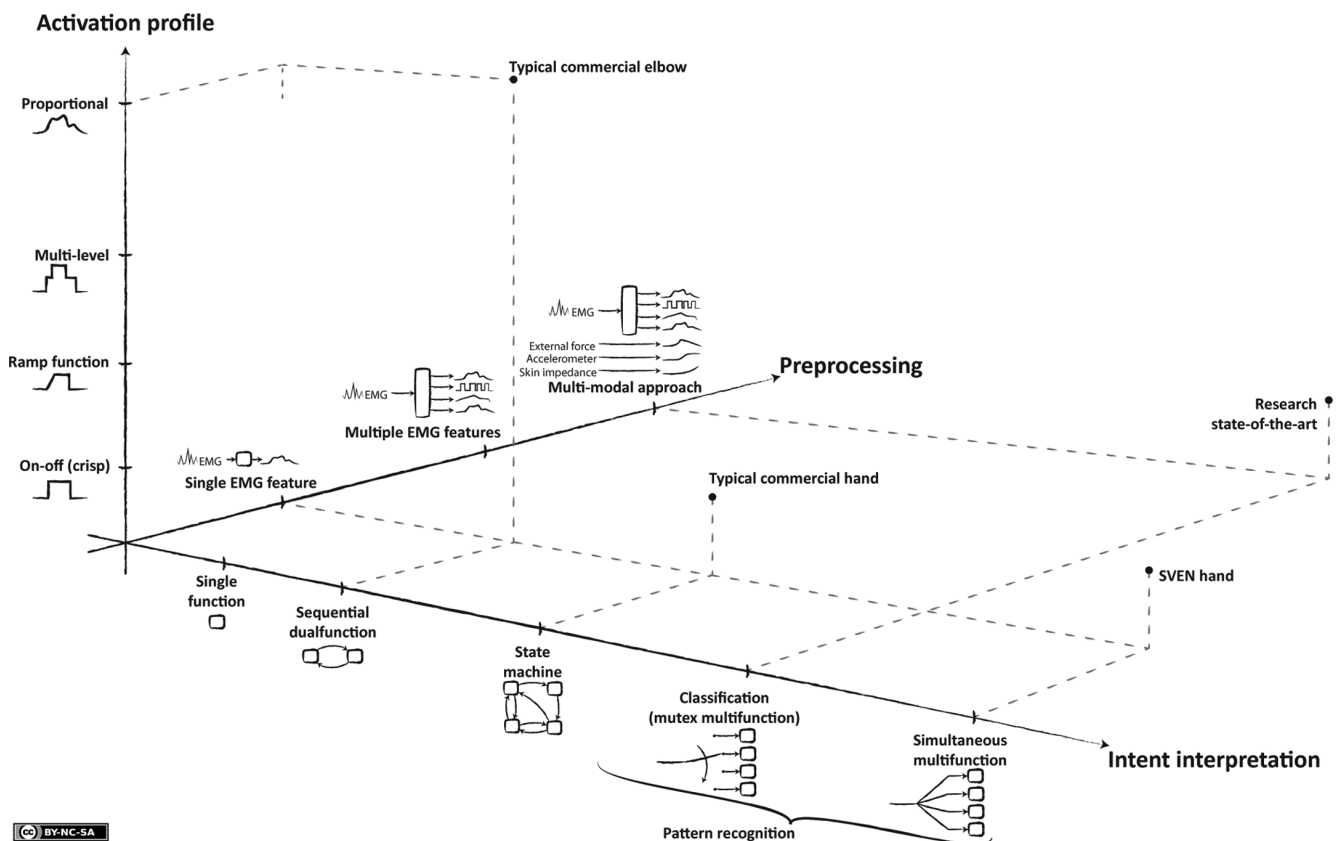 Activation profile
Typical commercial elbow
Proportional
Multi-level
EMG
External force
Accelerometer
Skin impedance
Multi-modal approach
Preprocessing
Ramp function
EMG
Multiple EMG features
Research
state-of-the-art
On-off (crisp)
EMG
Single EMG feature
Typical commercial hand
SVEN hand
Single
function
Sequential
dualfunction
State
machine
Classification
(mutex multifunction)
Simultaneous
multifunction
Intent interpretation
Pattern recognition
cc BY-NC-SA